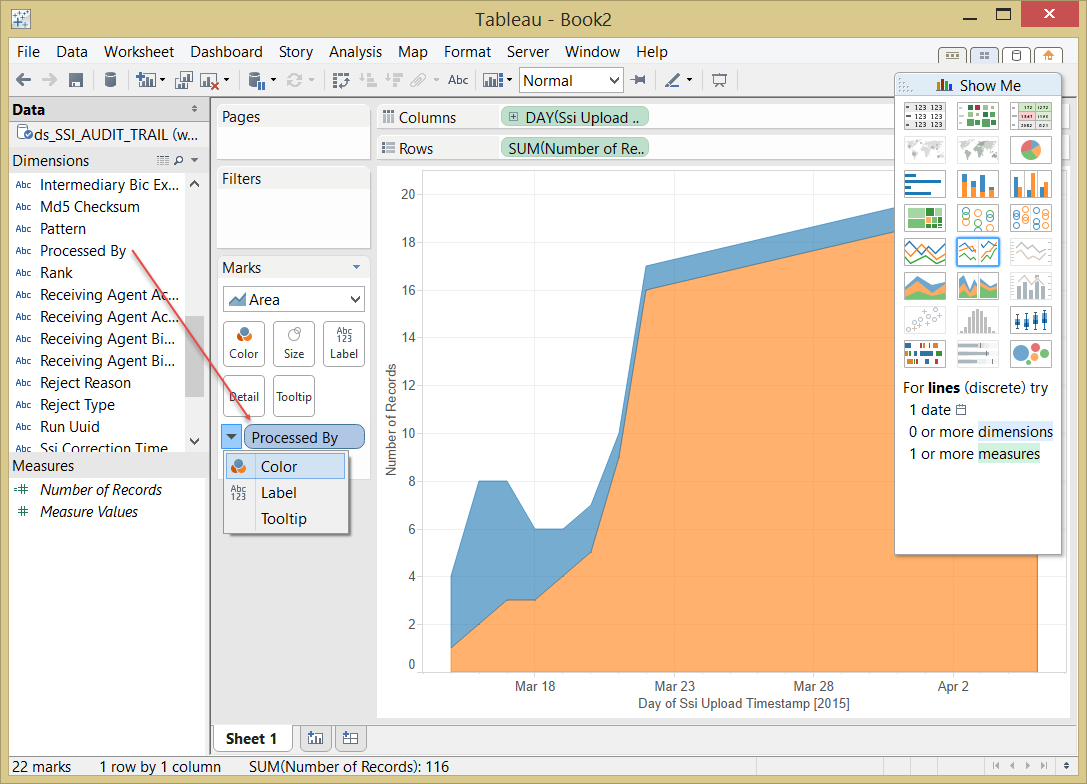 Tableau - Book2
File Data Worksheet Dashboard Story Analysis Map Format Server Window Help
Abc Normal
Data
ds_SSI_AUDIT_TRAIL (w...
Dimensions
Abc Intermediary Bic Ex...
Abc Md5 Checksum
Abc Pattern
Abc Processed By
Abc Rank
Abc Receiving Agent Ac...
Abc Receiving Agent Ac...
Abc Receiving Agent Bi...
Abc Receiving Agent Bi...
Abc Reject Reason
Abc Reject Type
Abc Run Uuid
Abc Ssi Correction Time
Measures
Number of Records
Measure Values
Pages
Filters
Marks
Area
Color
Size
Abc
123
Label
Detail
Tooltip
Processed By
Color
Abc
123
Label
Tooltip
Columns
DAY(Ssi Upload ..
Rows
SUM(Number of Re..
Number of Records
20
18
16
14
12
10
8
6
4
2
0
Mar 18
Mar 23
Mar 28
Apr 2
Day of Ssi Upload Timestamp [2015]
Show Me
123 123
123 123
123 123
For lines (discrete) try
1 date
0 or more dimensions
1 or more measures
Sheet 1
22 marks
1 row by 1 column
SUM(Number of Records): 116